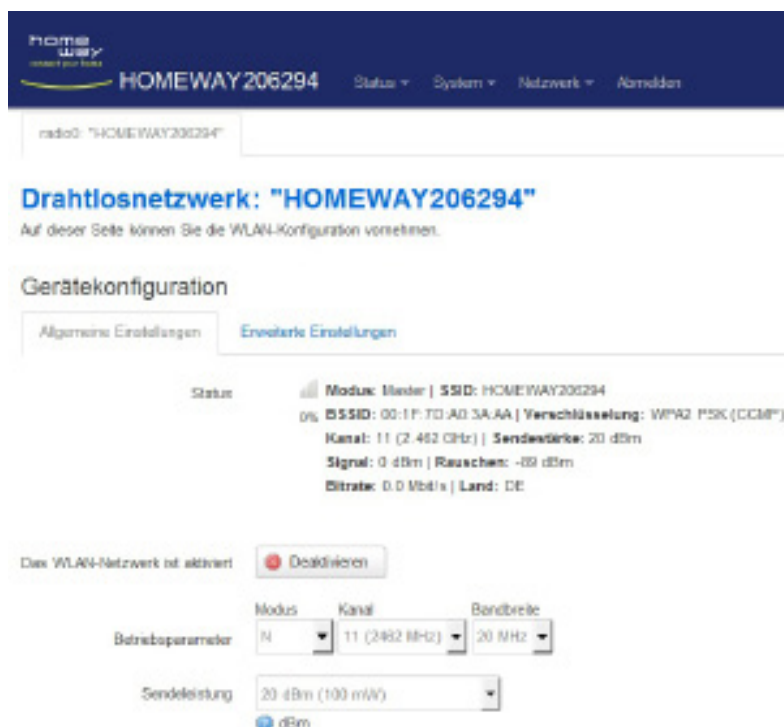 home
way
connect your home
HOMEWAY206294 Status System Netzwerk Abmelden
radio0: "HOMEWAY206294"
Drahtlosnetzwerk: "HOMEWAY206294"
Auf dieser Seite können Sie die WLAN-Konfiguration vornehmen.
Gerätekonfiguration
Allgemeine Einstellungen Erweiterte Einstellungen
Status Modus: Master | SSID: HOMEWAY206294
0% BSSID: 00:1F:7D:A0:3A:AA | Verschlüsselung: WPA2 PSK (CCMP)
Kanal: 11 (2.462 GHz) | Sendestärke: 20 dBm
Signal: 0 dBm | Rauschen: -89 dBm
Bitrate: 0.0 Mbit/s | Land: DE
Das WLAN-Netzwerk ist aktiviert Deaktivieren
Modus Kanal Bandbreite
Betriebsparameter N 11 (2462 MHz) 20 MHz
Sendeleistung 20 dBm (100 mW)
dBm